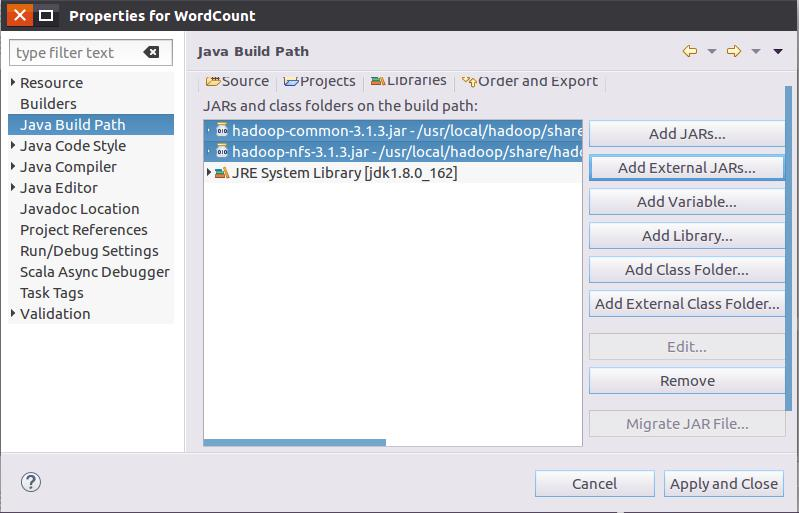 Properties for WordCount
type filter text
Resource
Builders
Java Build Path
Java Code Style
Java Compiler
Java Editor
Javadoc Location
Project References
Run/Debug Settings
Scala Async Debugger
Task Tags
Validation
Java Build Path
Source Projects Libraries Order and Export
JARs and class folders on the build path:
hadoop-common-3.1.3.jar - /usr/local/hadoop/share
hadoop-nfs-3.1.3.jar - /usr/local/hadoop/share/hado
JRE System Library [jdk1.8.0_162]
Add JARs...
Add External JARs...
Add Variable...
Add Library...
Add Class Folder...
Add External Class Folder...
Edit...
Remove
Migrate JAR File...
Cancel
Apply and Close